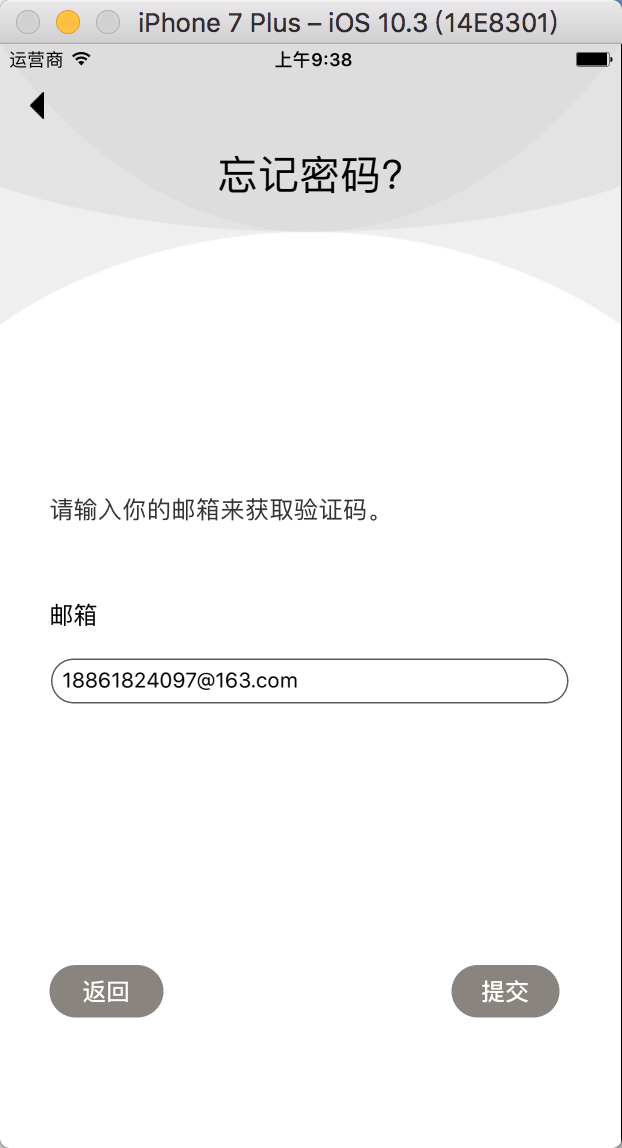 iPhone 7 Plus – iOS 10.3 (14E8301)
运营商 上午9:38
忘记密码?
请输入你的邮箱来获取验证码。
邮箱
18861824097@163.com
返回 提交